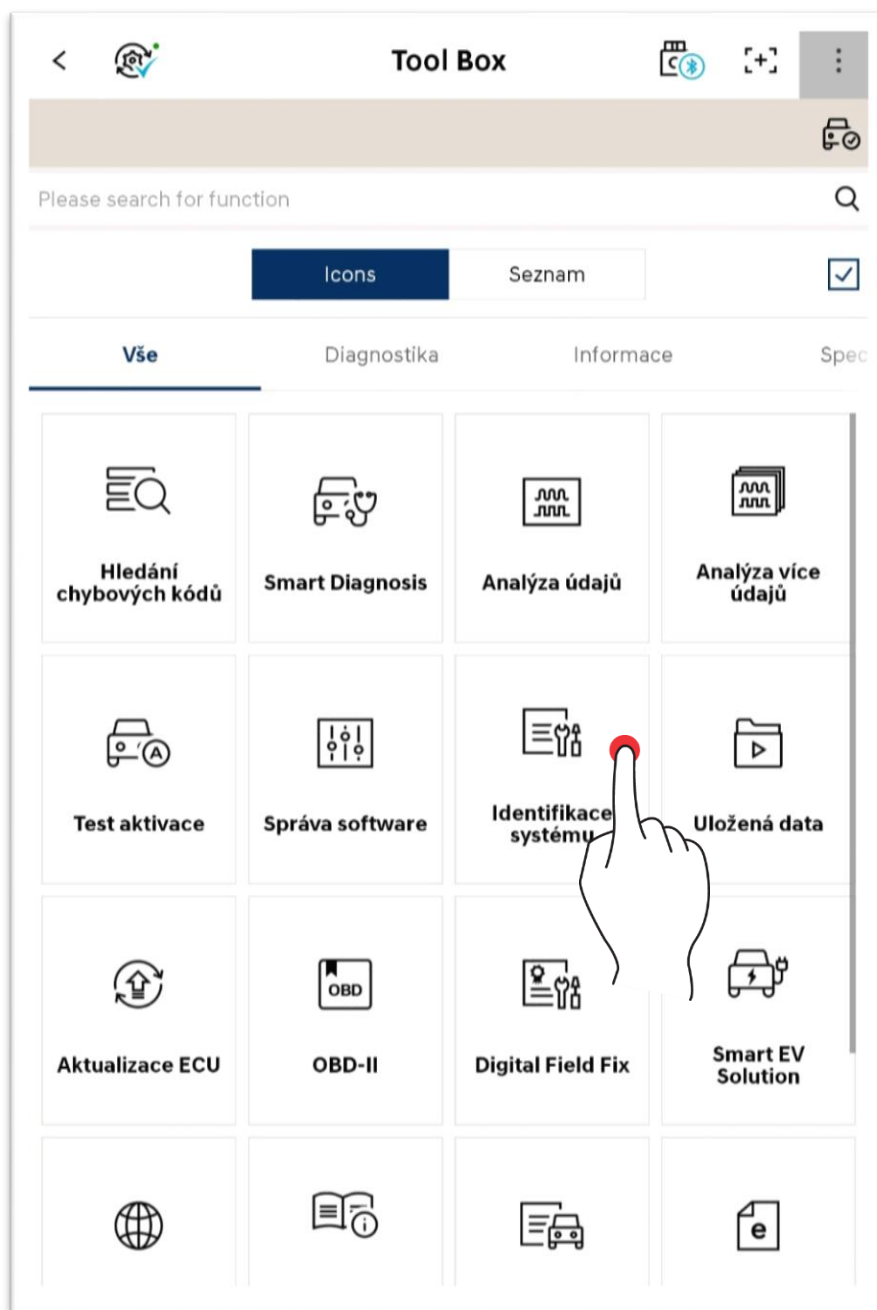 Tool Box
Please search for function
Icons
Seznam
Vše
Diagnostika
Informace
Spec
Hledání
chybových kódů
Smart Diagnosis
Analýza údajů
Analýza více
údajů
A
Test aktivace
Správa software
Identifikace
systému
Uložená data
Aktualizace ECU
OBD
OBD-II
Digital Field Fix
Smart EV
Solution
i
e